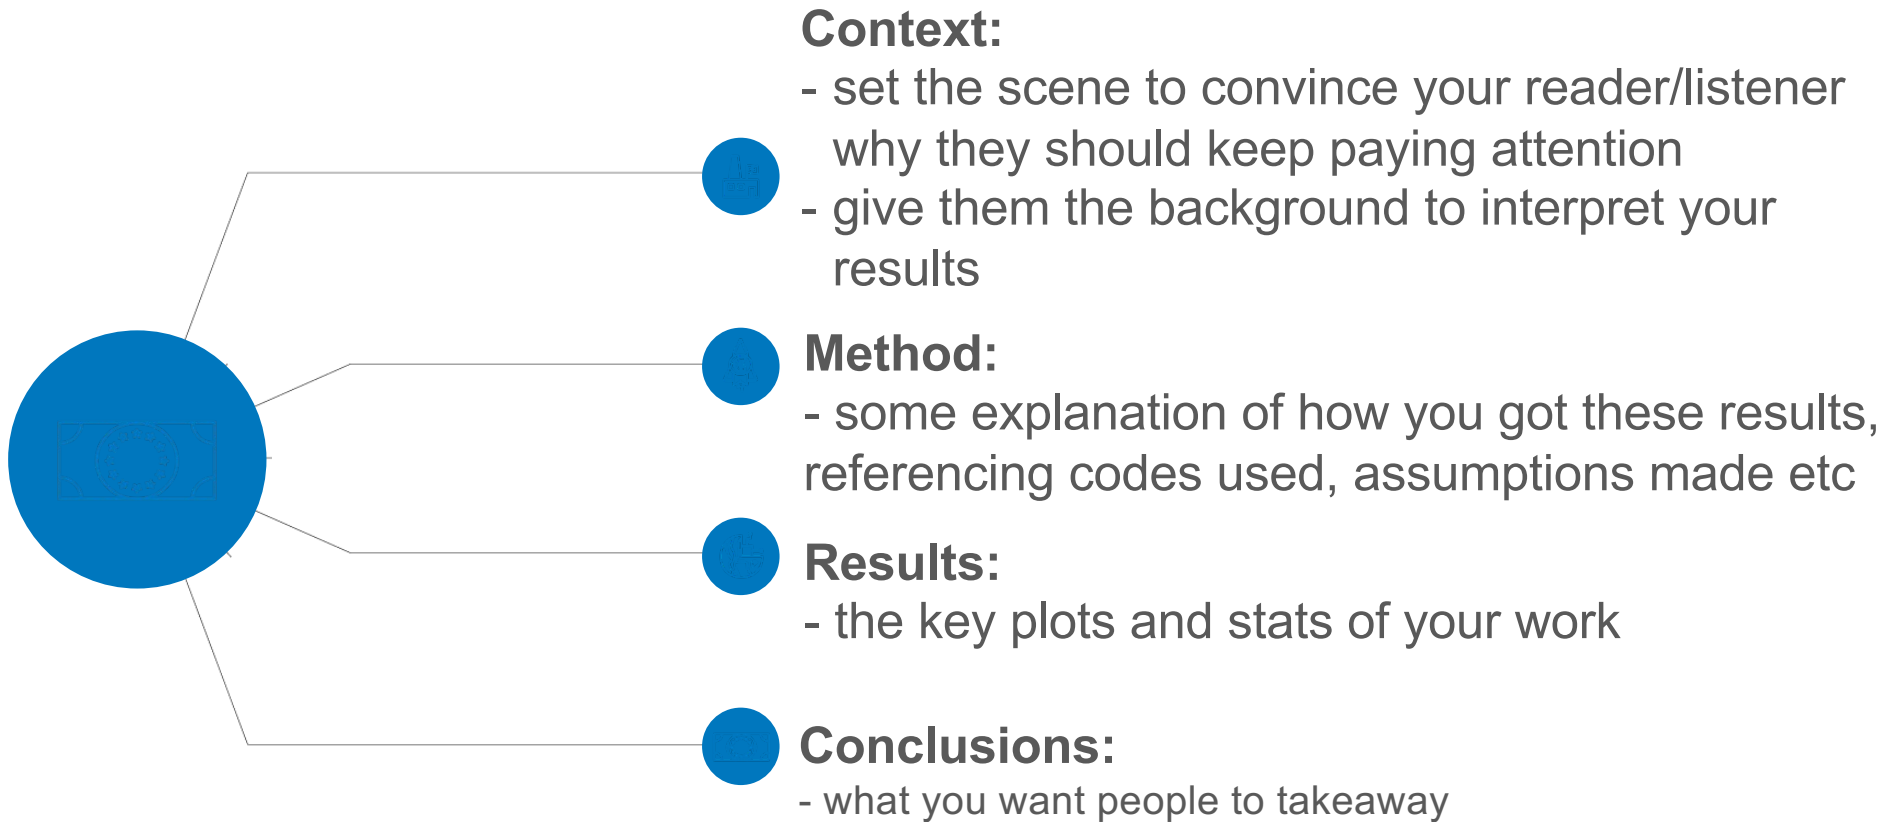 Context:
- set the scene to convince your reader/listener
why they should keep paying attention
- give them the background to interpret your
results
Method:
- some explanation of how you got these results,
referencing codes used, assumptions made etc
Results:
- the key plots and stats of your work
Conclusions:
- what you want people to takeaway